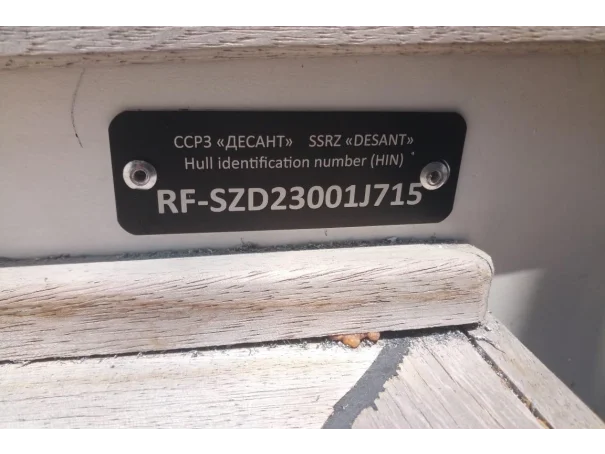 ССРЗ «ДЕСАНТ» SSRZ «DESANT»
Hull identification number (HIN)
RF-SZD23001J715